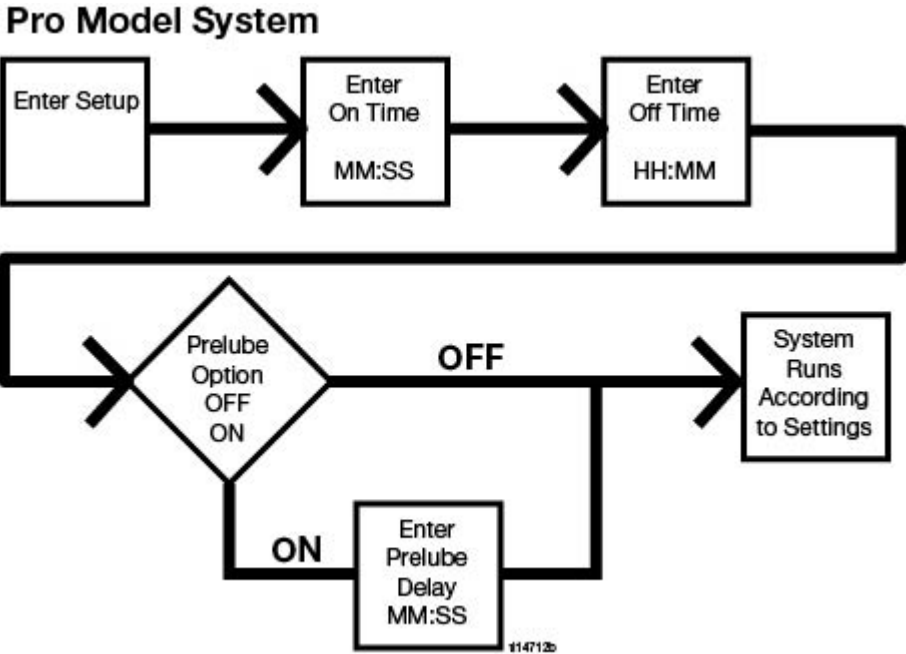 Pro Model System
Enter Setup
Enter
On Time
MM:SS
Enter
Off Time
HH:MM
Prelube
Option
OFF
ON
OFF
System
Runs
According
to Settings
ON
Enter
Prelube
Delay
MM:SS
ti14712b